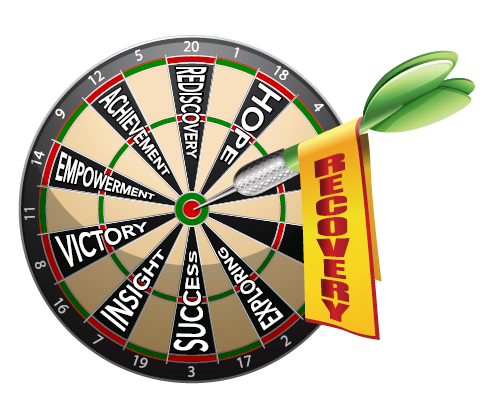 20
1
18
4
5
12
9
14
11
8
16
7
19
3
17
2
REDISCOVERY
HOPE
ACHIEVEMENT
EMPOWERMENT
VICTORY
INSIGHT
SUCCESS
EXPLORING
RECOVERY